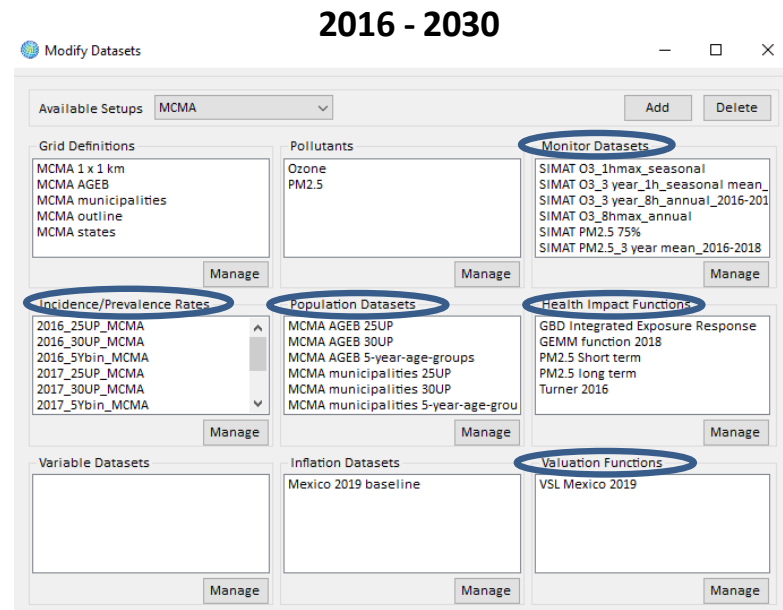 2016 - 2030
Modify Datasets
Available Setups MCMA
Add Delete
Grid Definitions
MCMA 1 x 1 km
MCMA AGEB
MCMA municipalities
MCMA outline
MCMA states
Manage
Pollutants
Ozone
PM2.5
Manage
Monitor Datasets
SIMAT O3_1hmax_seasonal
SIMAT O3_3 year_1h_seasonal mean_
SIMAT O3_3 year_8h_annual_2016-201
SIMAT O3_8hmax_annual
SIMAT PM2.5 75%
SIMAT PM2.5_3 year mean_2016-2018
Manage
Incidence/Prevalence Rates
2016_25UP_MCMA
2016_30UP_MCMA
2016_5Ybin_MCMA
2017_25UP_MCMA
2017_30UP_MCMA
2017_5Ybin_MCMA
Manage
Population Datasets
MCMA AGEB 25UP
MCMA AGEB 30UP
MCMA AGEB 5-year-age-groups
MCMA municipalities 25UP
MCMA municipalities 30UP
MCMA municipalities 5-year-age-grou
Manage
Health Impact Functions
GBD Integrated Exposure Response
GEMM function 2018
PM2.5 Short term
PM2.5 long term
Turner 2016
Manage
Variable Datasets
Manage
Inflation Datasets
Mexico 2019 baseline
Manage
Valuation Functions
VSL Mexico 2019
Manage